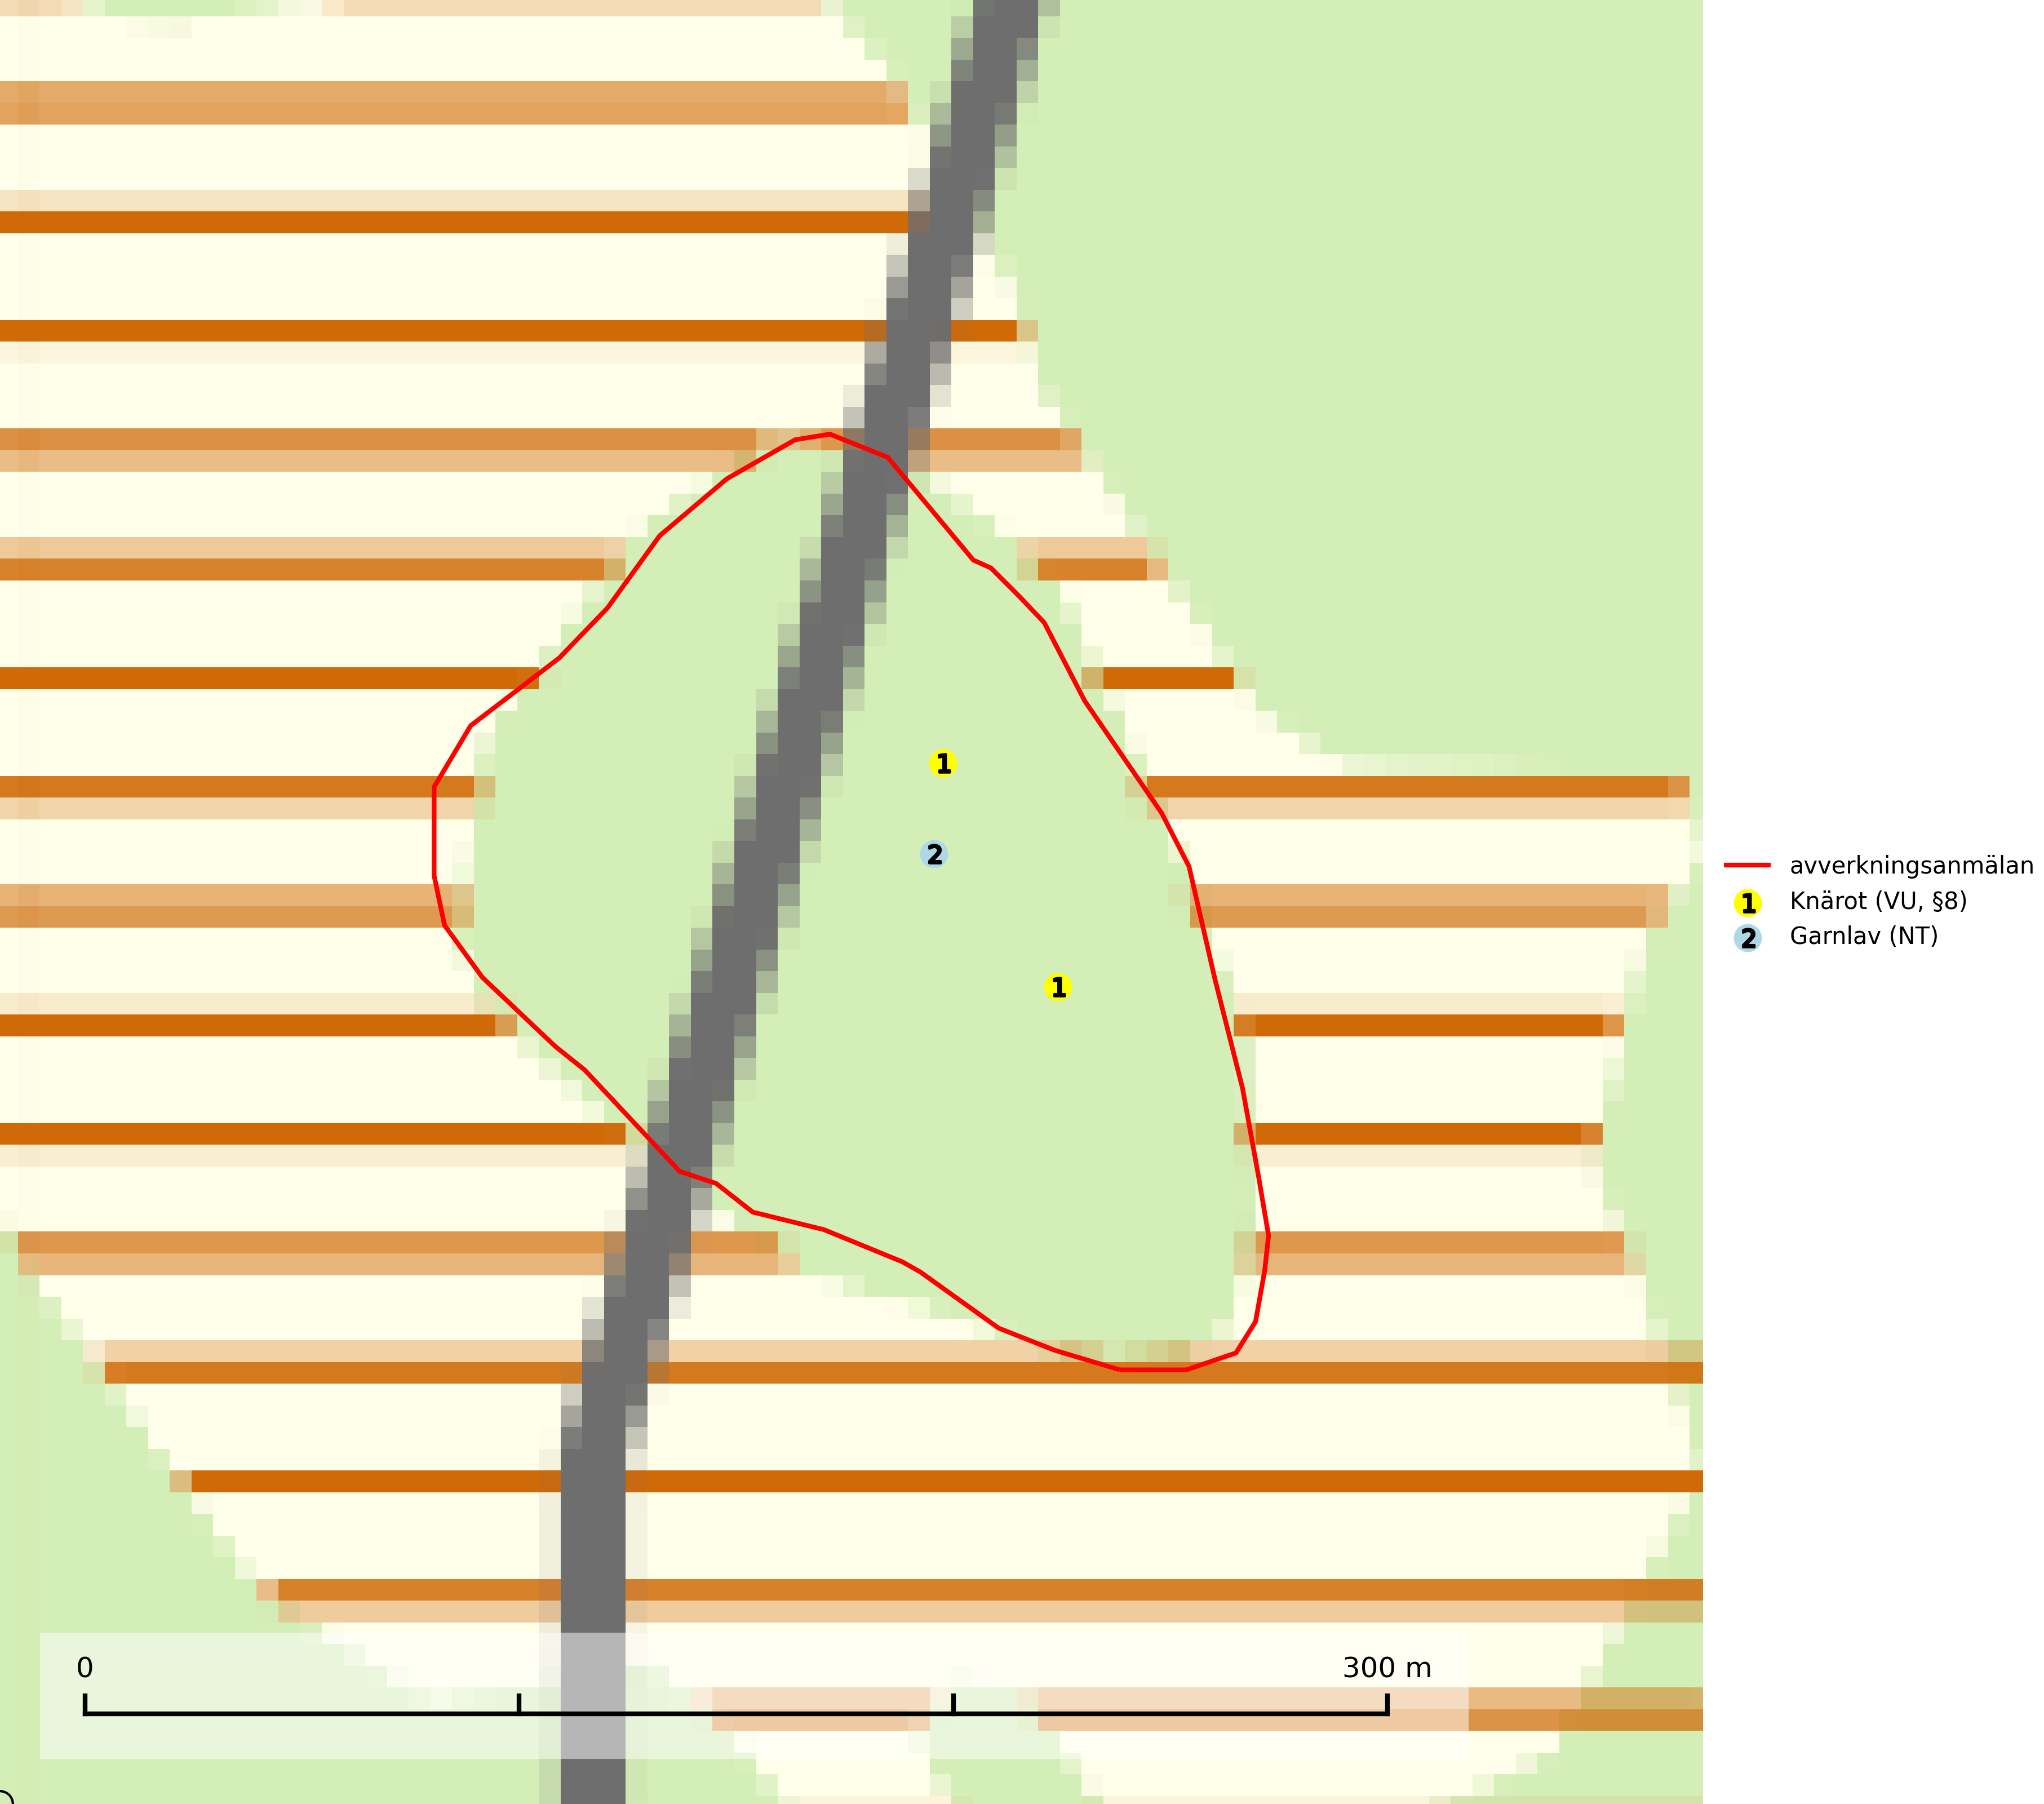 1
2
1
avverkningsanmälan
1 Knärot (VU, §8)
2 Garnlav (NT)
0 300 m